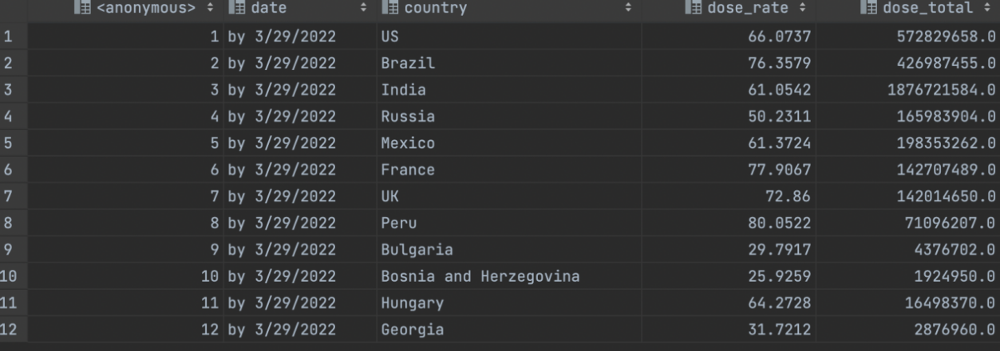 <anonymous> date country dose_rate dose_total
1 1 by 3/29/2022 US 66.0737 572829658.0
2 2 by 3/29/2022 Brazil 76.3579 426987455.0
3 3 by 3/29/2022 India 61.0542 1876721584.0
4 4 by 3/29/2022 Russia 50.2311 165983904.0
5 5 by 3/29/2022 Mexico 61.3724 198353262.0
6 6 by 3/29/2022 France 77.9067 142707489.0
7 7 by 3/29/2022 UK 72.86 142014650.0
8 8 by 3/29/2022 Peru 80.0522 71096207.0
9 9 by 3/29/2022 Bulgaria 29.7917 4376702.0
10 10 by 3/29/2022 Bosnia and Herzegovina 25.9259 1924950.0
11 11 by 3/29/2022 Hungary 64.2728 16498370.0
12 12 by 3/29/2022 Georgia 31.7212 2876960.0